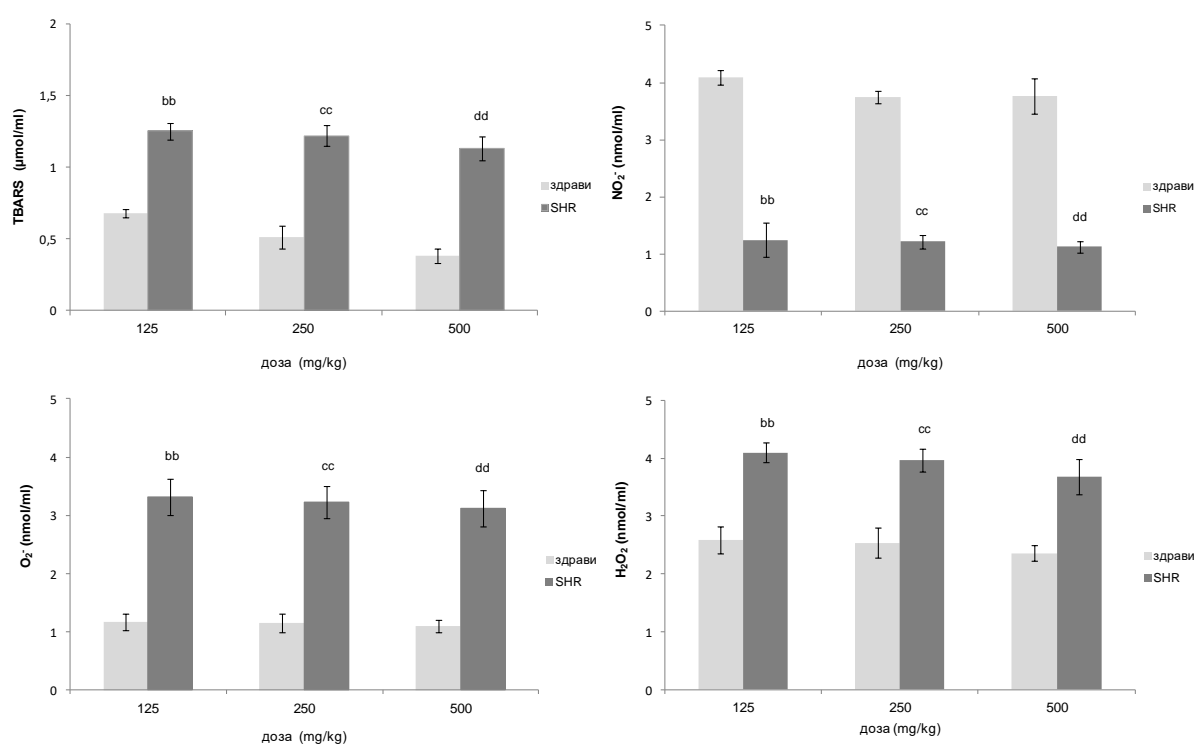 TBARS (µmol/ml)
2
1,5
1
0,5
0
bb
cc
dd
125
250
500
доза (mg/kg)
здрави
SHR
NO₂⁻ (nmol/ml)
5
4
3
2
1
0
bb
cc
dd
125
250
500
доза (mg/kg)
здрави
SHR
O₂⁻ (nmol/ml)
5
4
3
2
1
0
bb
cc
dd
125
250
500
доза (mg/kg)
здрави
SHR
H₂O₂ (nmol/ml)
5
4
3
2
1
0
bb
cc
dd
125
250
500
доза (mg/kg)
здрави
SHR